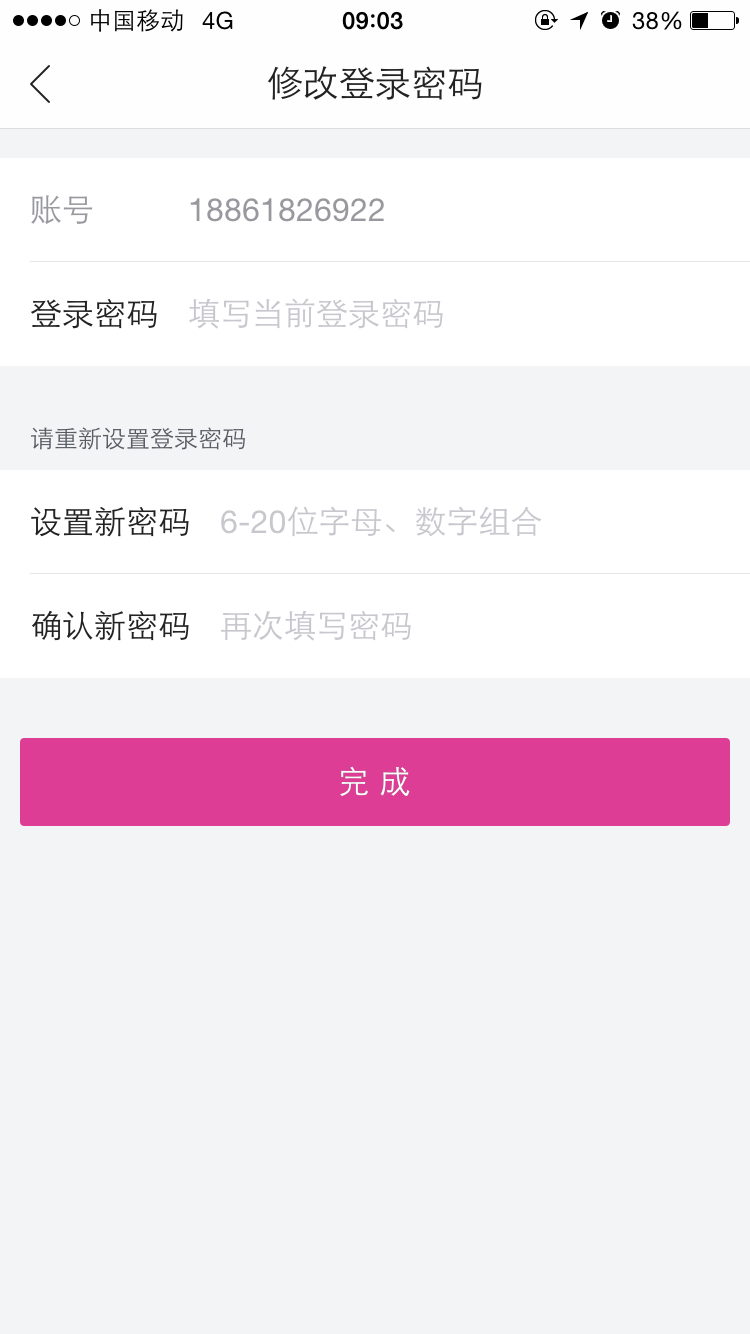 中国移动 4G 09:03 38%
修改登录密码
账号 18861826922
登录密码 填写当前登录密码
请重新设置登录密码
设置新密码 6-20位字母、数字组合
确认新密码 再次填写密码
完 成